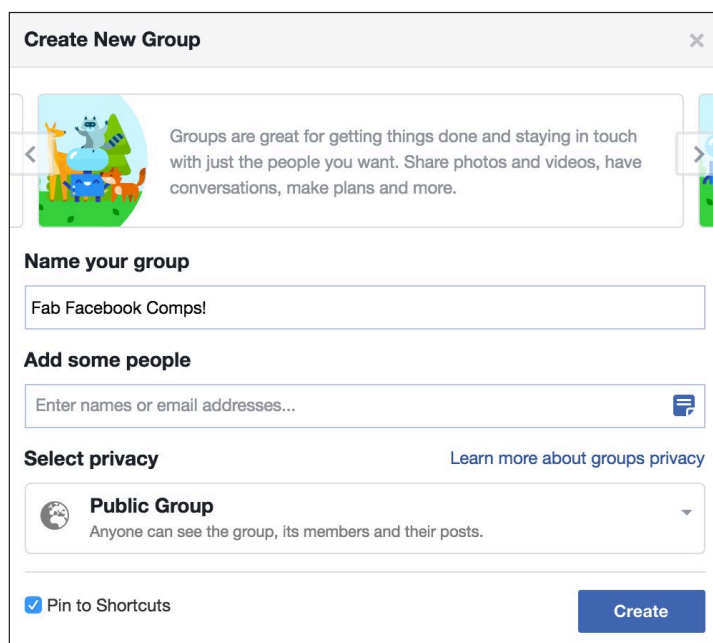 Create New Group
Groups are great for getting things done and staying in touch
with just the people you want. Share photos and videos, have
conversations, make plans and more.
Name your group
Fab Facebook Comps!
Add some people
Enter names or email addresses...
Select privacy
Learn more about groups privacy
Public Group
Anyone can see the group, its members and their posts.
Pin to Shortcuts
Create